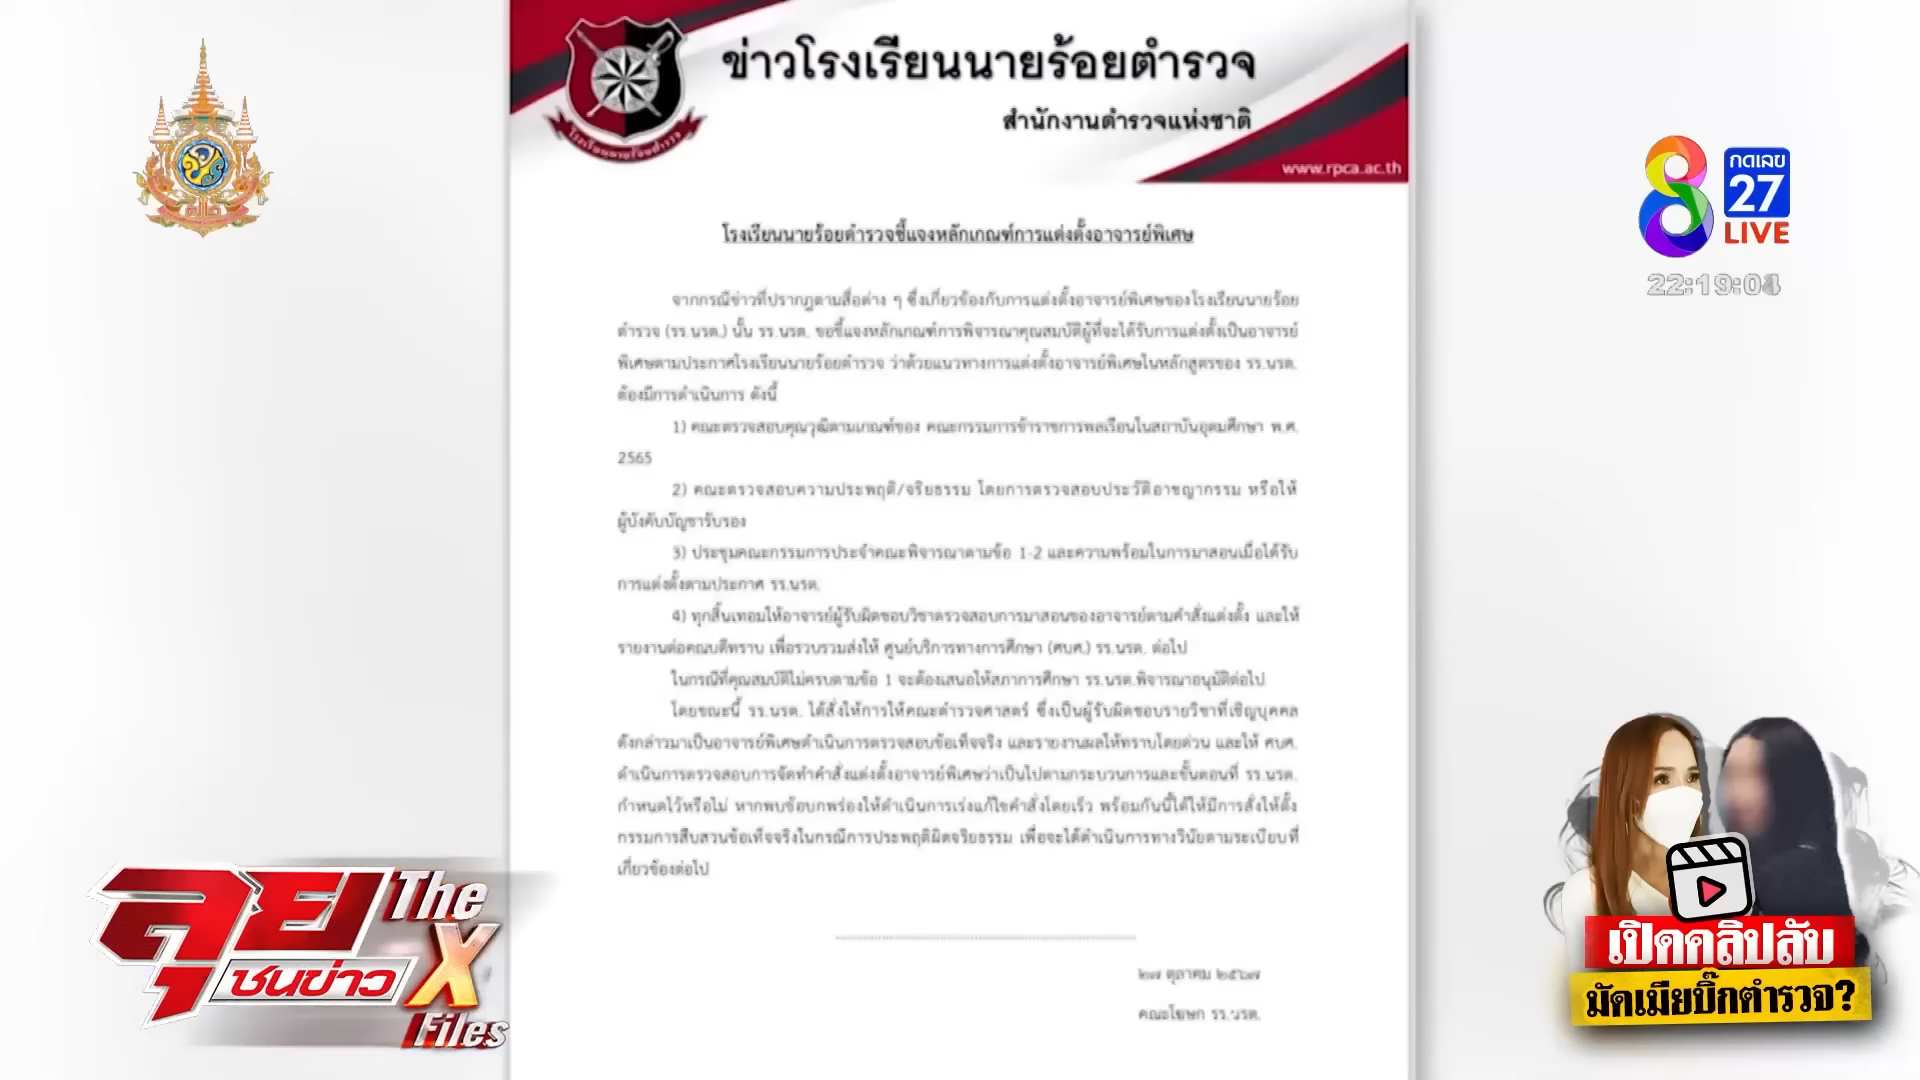 ข่าวโรงเรียนนายร้อยตำรวจ
สำนักงานตำรวจแห่งชาติ
www.rpca.ac.th
โรงเรียนนายร้อยตำรวจ
กดเลข
8 27
LIVE
22:19:04
โรงเรียนนายร้อยตำรวจชี้แจงหลักเกณฑ์การแต่งตั้งอาจารย์พิเศษ
จากกรณีข่าวที่ปรากฏตามสื่อต่าง ๆ ซึ่งเกี่ยวข้องกับการแต่งตั้งอาจารย์พิเศษของโรงเรียนนายร้อย
ตำรวจ (รร.นรต.) นั้น รร.นรต. ขอชี้แจงหลักเกณฑ์การพิจารณาคุณสมบัติผู้ที่จะได้รับการแต่งตั้งเป็นอาจารย์
พิเศษตามประกาศโรงเรียนนายร้อยตำรวจ ว่าด้วยแนวทางการแต่งตั้งอาจารย์พิเศษในหลักสูตรของ รร.นรต.
ต้องมีการดำเนินการ ดังนี้
1) คณะตรวจสอบคุณวุฒิตามเกณฑ์ของ คณะกรรมการข้าราชการพลเรือนในสถาบันอุดมศึกษา พ.ศ.
2565
2) คณะตรวจสอบความประพฤติ/จริยธรรม โดยการตรวจสอบประวัติอาชญากรรม หรือให้
ผู้บังคับบัญชารับรอง
3) ประชุมคณะกรรมการประจำคณะพิจารณาตามข้อ 1-2 และความพร้อมในการมาสอนเมื่อได้รับ
การแต่งตั้งตามประกาศ รร.นรต.
4) ทุกสิ้นเทอมให้อาจารย์ผู้รับผิดชอบวิชาตรวจสอบการมาสอนของอาจารย์ตามคำสั่งแต่งตั้ง และให้
รายงานต่อคณบดีทราบ เพื่อรวบรวมส่งให้ ศูนย์บริการทางการศึกษา (ศบศ.) รร.นรต. ต่อไป
ในกรณีที่คุณสมบัติไม่ครบตามข้อ 1 จะต้องเสนอให้สภาการศึกษา รร.นรต.พิจารณาอนุมัติต่อไป
โดยขณะนี้ รร.นรต. ได้สั่งให้การให้คณะตำรวจศาสตร์ ซึ่งเป็นผู้รับผิดชอบรายวิชาที่เชิญบุคคล
ดังกล่าวมาเป็นอาจารย์พิเศษดำเนินการตรวจสอบข้อเท็จจริง และรายงานผลให้ทราบโดยด่วน และให้ ศบศ.
ดำเนินการตรวจสอบการจัดทำคำสั่งแต่งตั้งอาจารย์พิเศษว่าเป็นไปตามกระบวนการและขั้นตอนที่ รร.นรต.
กำหนดไว้หรือไม่ หากพบข้อบกพร่องให้ดำเนินการเร่งแก้ไขคำสั่งโดยเร็ว พร้อมกันนี้ได้ให้มีการสั่งให้ตั้ง
กรรมการสืบสวนข้อเท็จจริงในกรณีการประพฤติผิดจริยธรรม เพื่อจะได้ดำเนินการทางวินัยตามระเบียบที่
เกี่ยวข้องต่อไป
๒๗ ตุลาคม ๒๕๖๗
คณะโฆษก รร.นรต.
ลุย
ชนข่าว
The
X
Files
เปิดคลิปลับ
มัดเมียบิ๊กตำรวจ?